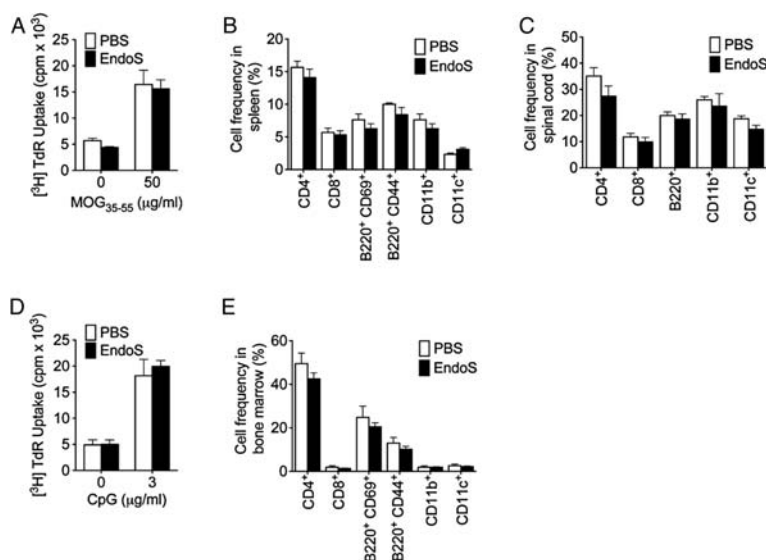 A
PBS
EndoS
[³H] TdR Uptake (cpm x 10³)
25
20
15
10
5
0
0
50
MOG₃₅₋₅₅ (µg/ml)
B
PBS
EndoS
Cell frequency in
spleen (%)
20
15
10
5
0
CD4⁺
CD8⁺
B220⁺ CD69⁺
B220⁺ CD44⁺
CD11b⁺
CD11c⁺
C
PBS
EndoS
Cell frequency in
spinal cord (%)
50
40
30
20
10
0
CD4⁺
CD8⁺
B220⁺
CD11b⁺
CD11c⁺
D
PBS
EndoS
[³H] TdR Uptake (cpm x 10³)
25
20
15
10
5
0
0
3
CpG (µg/ml)
E
PBS
EndoS
Cell frequency in
bone marrow (%)
60
40
20
0
CD4⁺
CD8⁺
B220⁺ CD69⁺
B220⁺ CD44⁺
CD11b⁺
CD11c⁺